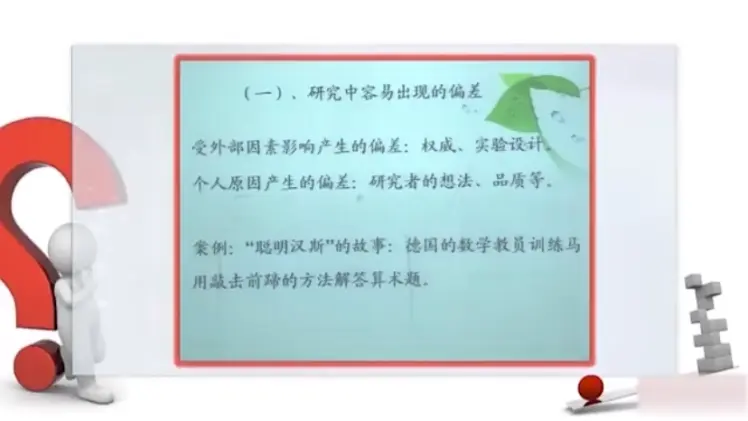 （一）、研究中容易出现的偏差
受外部因素影响产生的偏差：权威、实验设计。
个人原因产生的偏差：研究者的想法、品质等。
案例：“聪明汉斯”的故事：德国的数学教员训练马
用敲击前蹄的方法解答算术题。